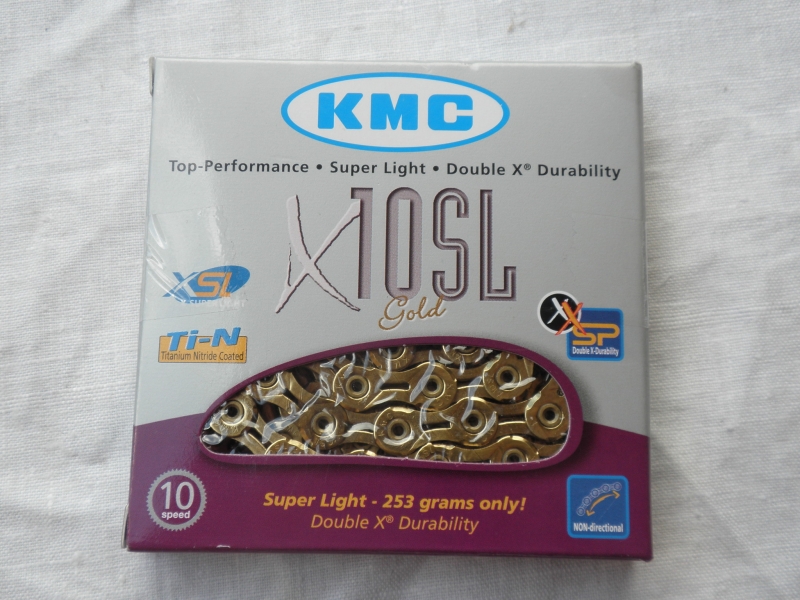 KMC
Top-Performance • Super Light • Double X® Durability
X10SL
Gold
XSL
Ti-N
Titanium Nitride Coated
XX
SP
Double X-Durability
10
speed
Super Light - 253 grams only!
Double X® Durability
NON-directional